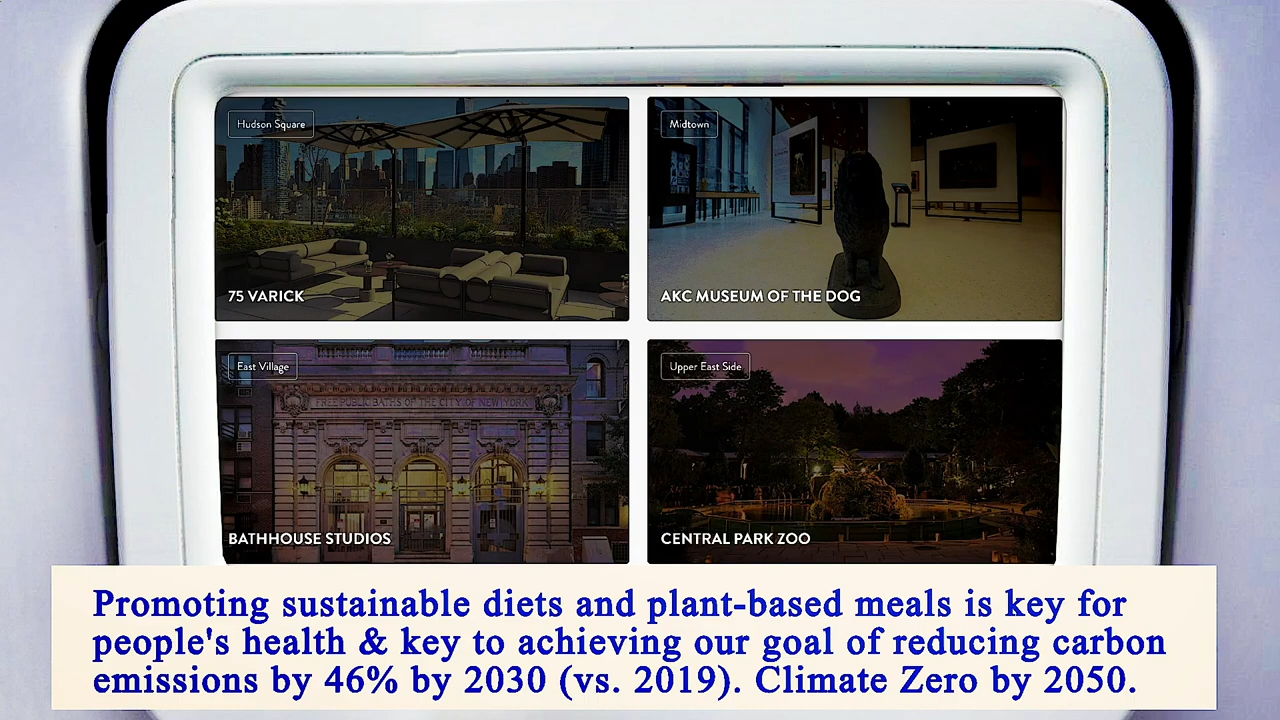 Hudson Square
Midtown
75 VARICK
AKC MUSEUM OF THE DOG
East Village
Upper East Side
FREE PUBLIC BATHS OF THE CITY OF NEW YORK
BATHHOUSE STUDIOS
CENTRAL PARK ZOO
Promoting sustainable diets and plant-based meals is key for
people's health & key to achieving our goal of reducing carbon
emissions by 46% by 2030 (vs. 2019). Climate Zero by 2050.